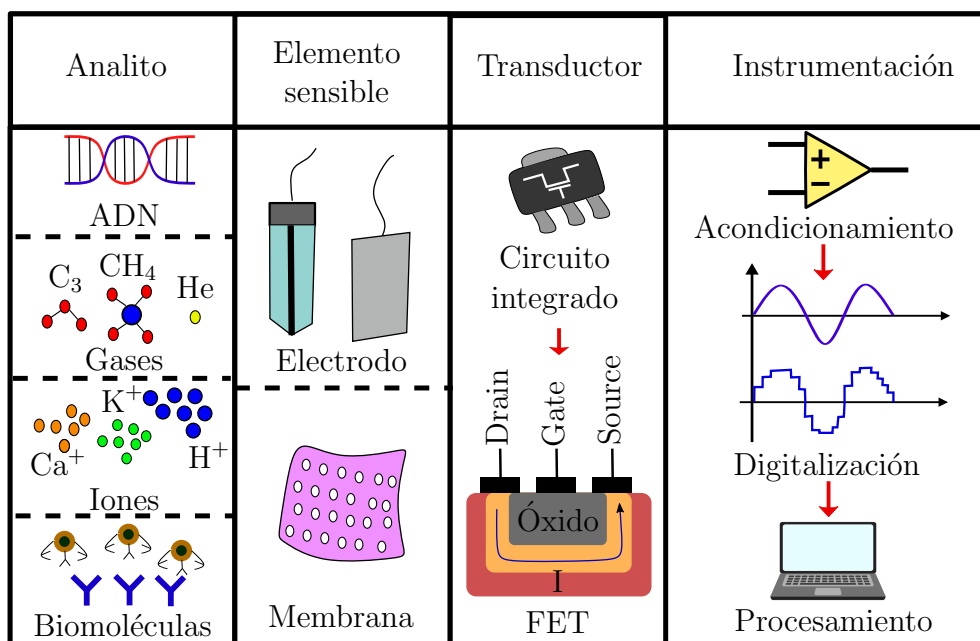 Analito
Elemento
sensible
Transductor
Instrumentación
ADN
C3
CH4
He
Gases
K+
Ca+
H+
Iones
Biomoléculas
Electrodo
Membrana
Circuito
integrado
Drain
Gate
Source
Óxido
I
FET
+
−
Acondicionamiento
Digitalización
Procesamiento